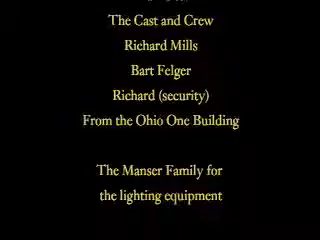 The Cast and Crew
Richard Mills
Bart Felger
Richard (security)
From the Ohio One Building
The Manser Family for
the lighting equipment